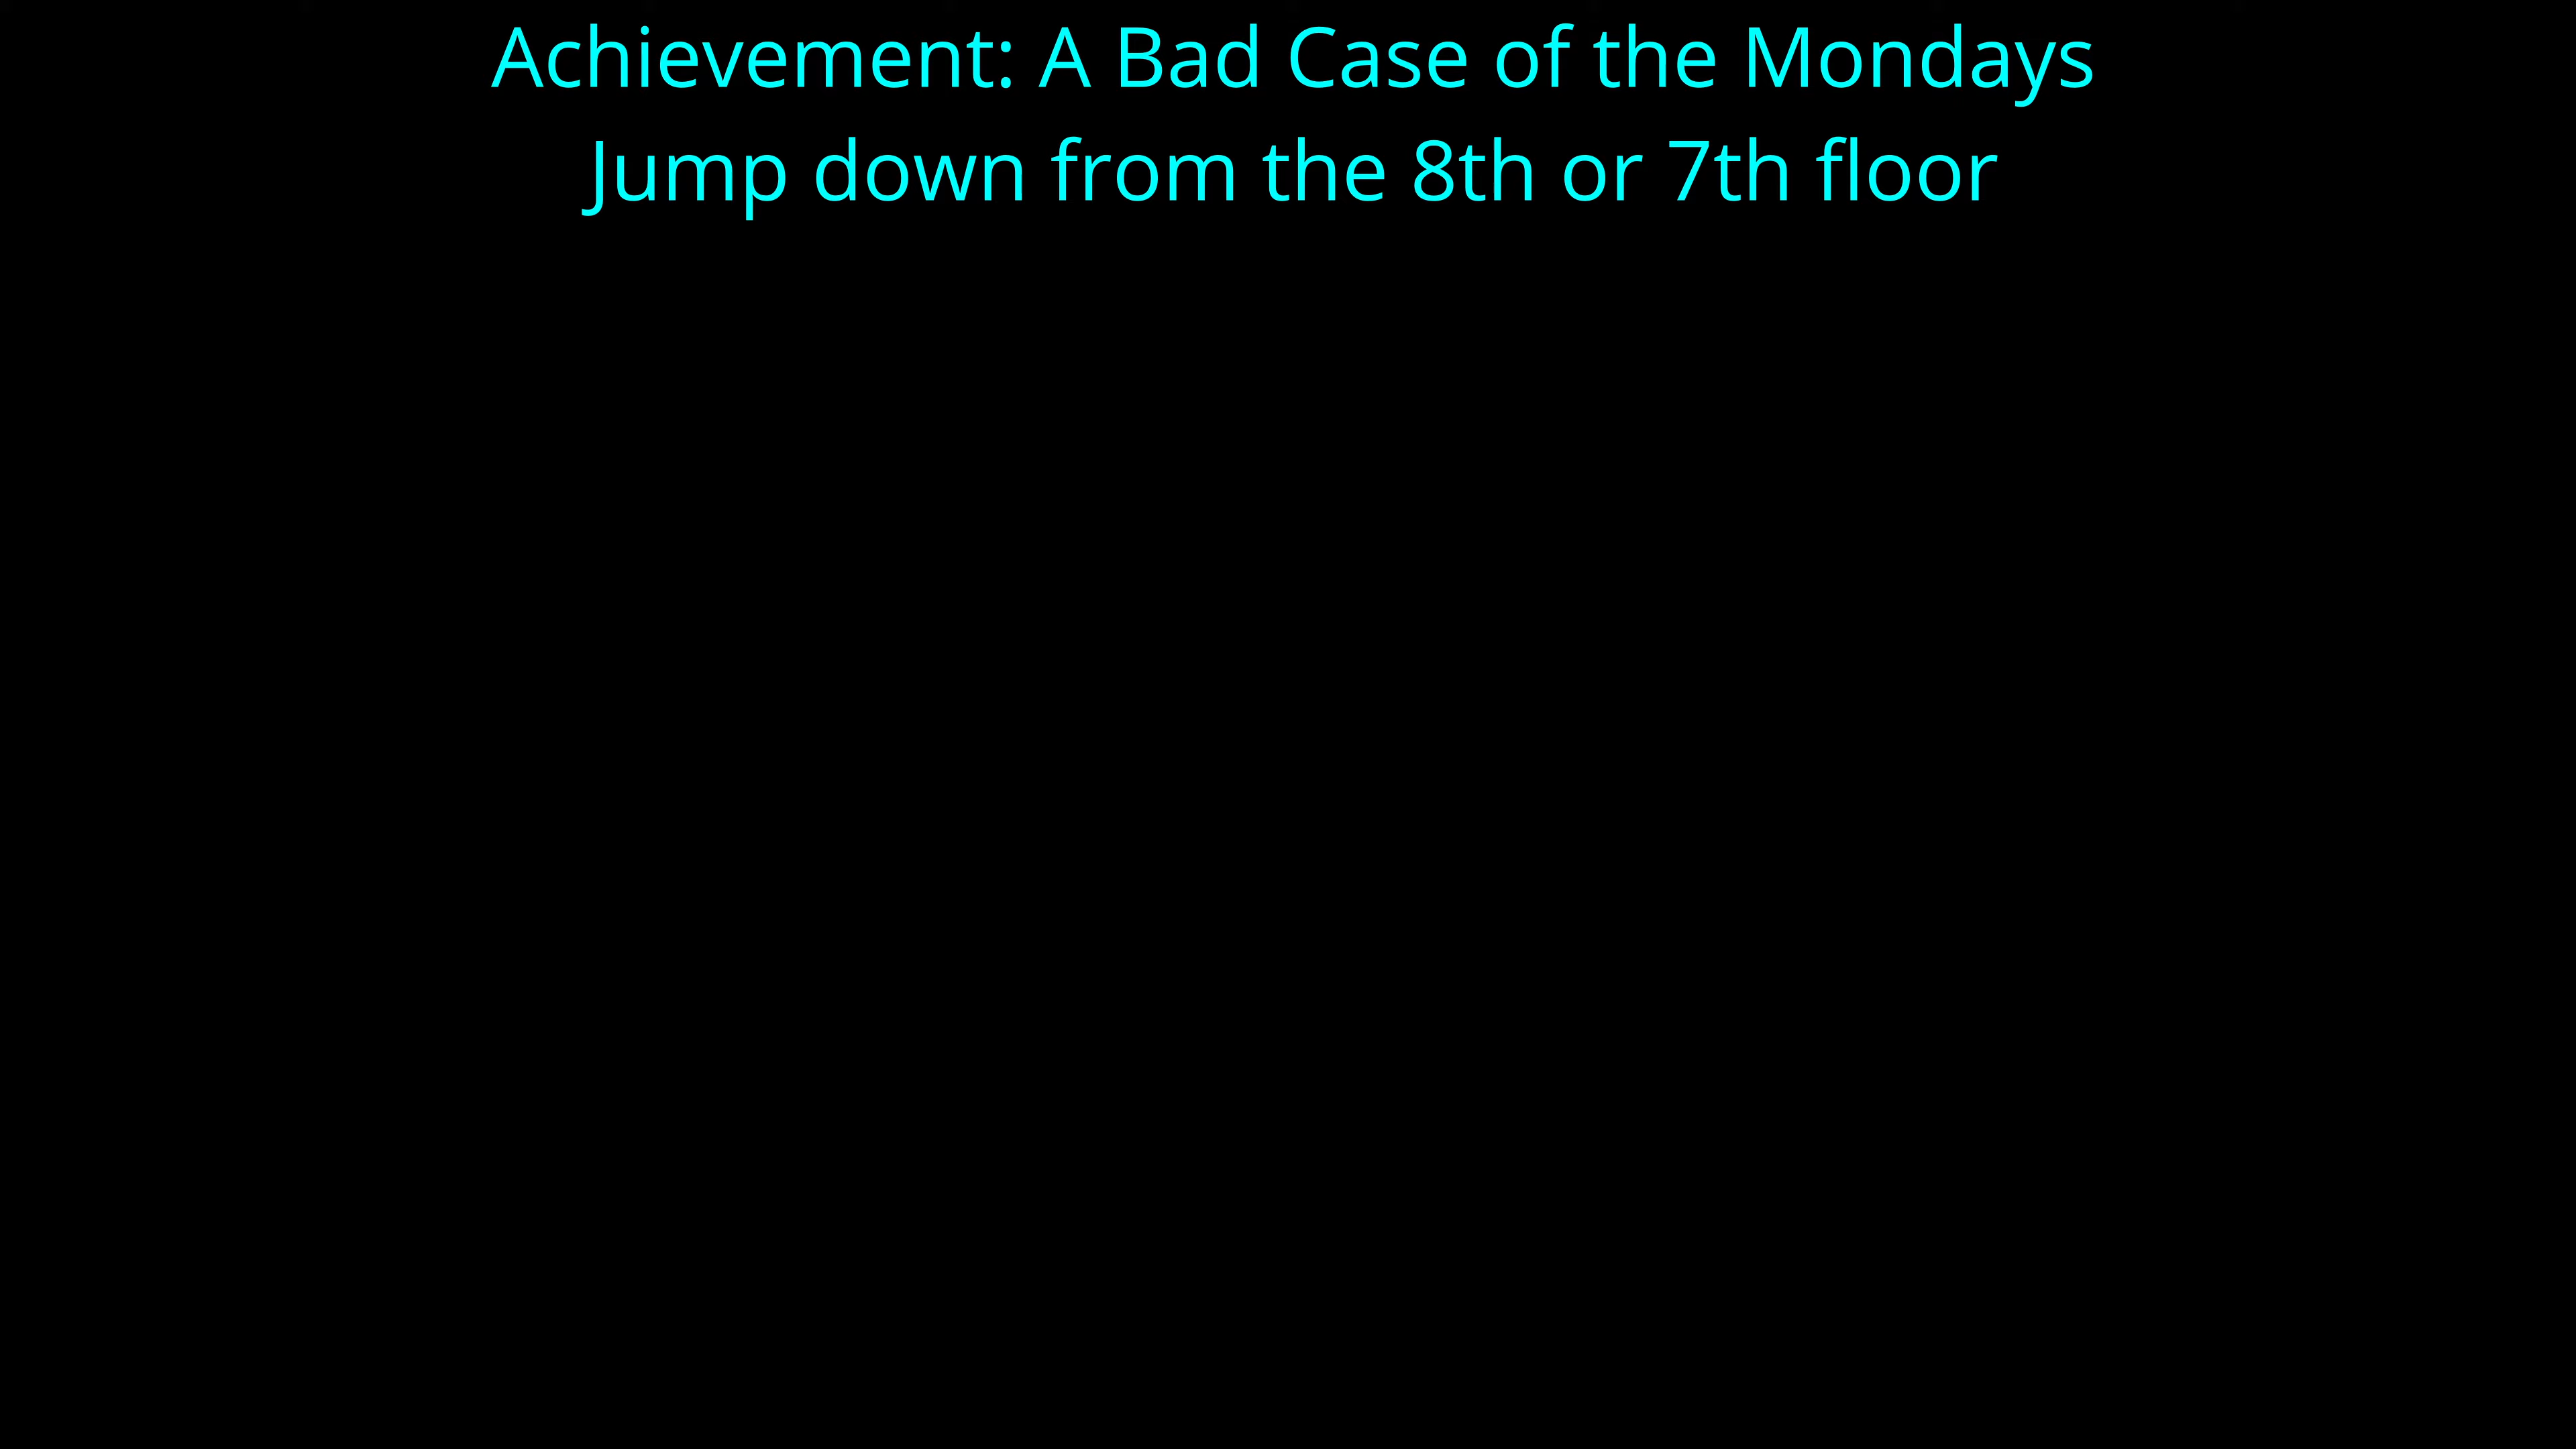 Achievement: A Bad Case of the Mondays
Jump down from the 8th or 7th floor